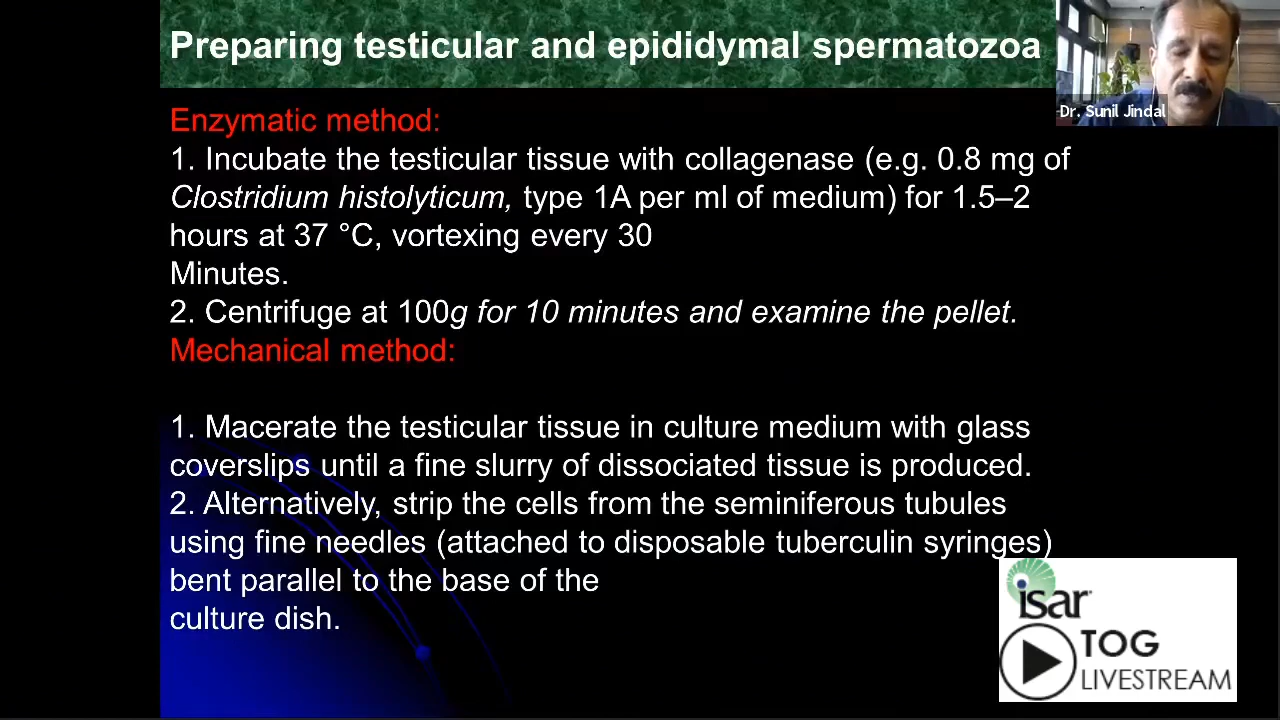 Preparing testicular and epididymal spermatozoa
Dr. Sunil Jindal
Enzymatic method:
1. Incubate the testicular tissue with collagenase (e.g. 0.8 mg of
Clostridium histolyticum, type 1A per ml of medium) for 1.5–2
hours at 37 °C, vortexing every 30
Minutes.
2. Centrifuge at 100g for 10 minutes and examine the pellet.
Mechanical method:
1. Macerate the testicular tissue in culture medium with glass
coverslips until a fine slurry of dissociated tissue is produced.
2. Alternatively, strip the cells from the seminiferous tubules
using fine needles (attached to disposable tuberculin syringes)
bent parallel to the base of the
culture dish.
isar
TOG
LIVESTREAM